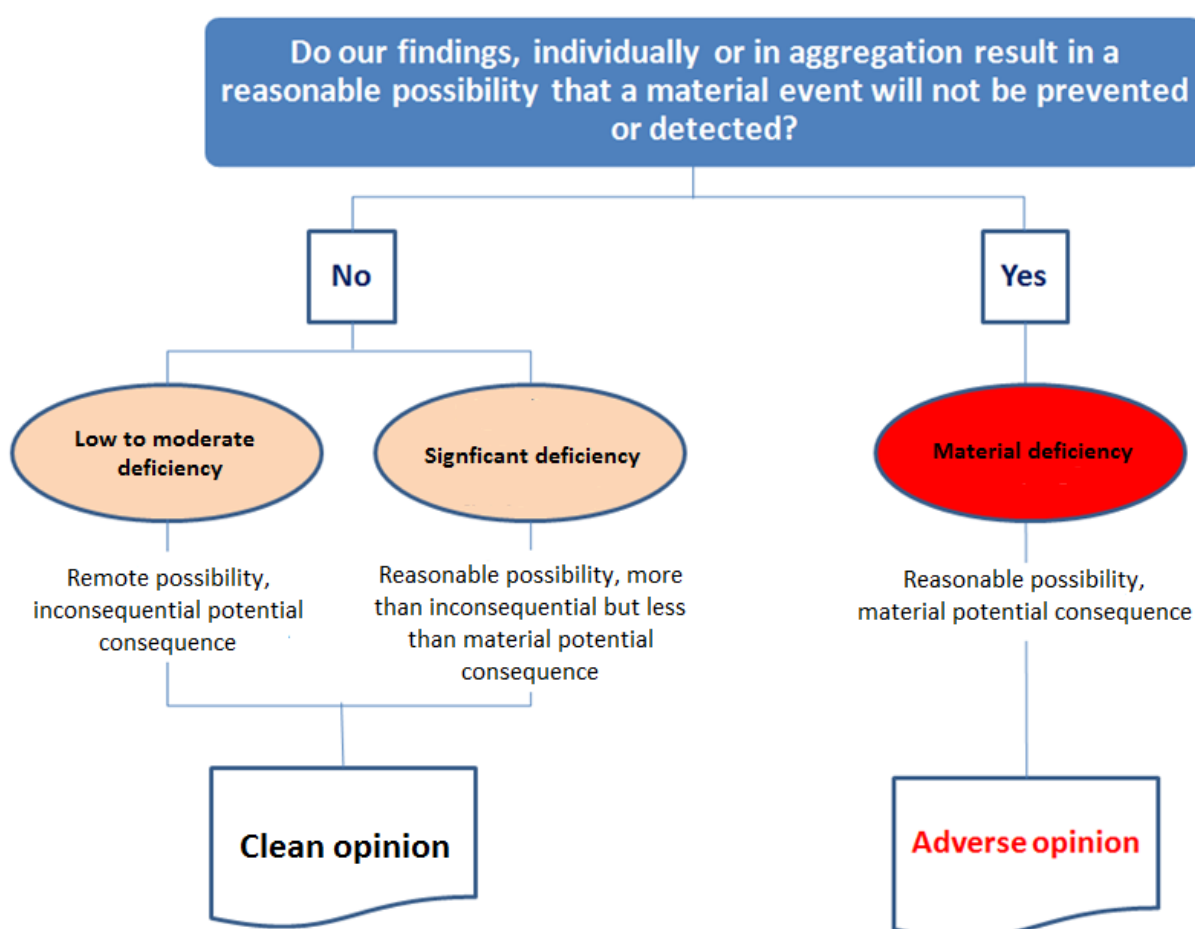 Do our findings, individually or in aggregation result in a
reasonable possibility that a material event will not be prevented
or detected?
No
Yes
Low to moderate
deficiency
Signficant deficiency
Material deficiency
Remote possibility,
inconsequential potential
consequence
Reasonable possibility, more
than inconsequential but less
than material potential
consequence
Reasonable possibility,
material potential consequence
Clean opinion
Adverse opinion